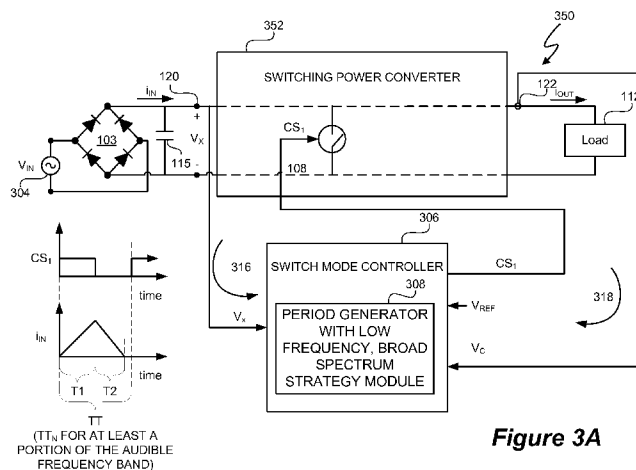 352
350
SWITCHING POWER CONVERTER
120
iIN
+
VX
-
103
115
VIN
304
CS1
108
122
iOUT
112
Load
306
316
SWITCH MODE CONTROLLER
CS1
308
PERIOD GENERATOR
WITH LOW
FREQUENCY, BROAD
SPECTRUM
STRATEGY MODULE
Vx
VREF
VC
318
CS1
time
iIN
time
T1
T2
TT
(TTN FOR AT LEAST A
PORTION OF THE AUDIBLE
FREQUENCY BAND)
Figure 3A